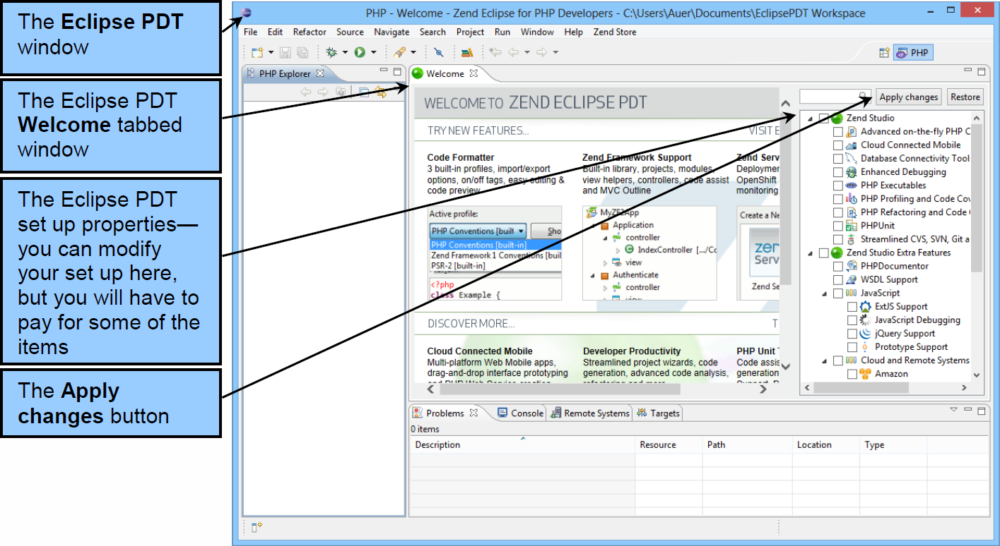 The Eclipse PDT
window
The Eclipse PDT
Welcome tabbed
window
The Eclipse PDT
set up properties—
you can modify
your set up here,
but you will have to
pay for some of the
items
The Apply
changes button
PHP - Welcome - Zend Eclipse for PHP Developers - C:\Users\Auer\Documents\EclipsePDT Workspace
File Edit Refactor Source Navigate Search Project Run Window Help Zend Store
PHP
PHP Explorer
Welcome
WELCOME TO ZEND ECLIPSE PDT
TRY NEW FEATURES...
VISIT E
Code Formatter
3 built-in profiles, import/export
options, on/off tags, easy editing &
code preview
Zend Framework Support
Built-in library, projects, modules,
view helpers, controllers, code assist
and MVC Outline
Zend Serv
Deploymen
OpenShift
monitoring
Active profile:
PHP Conventions [built
Sho
PHP Conventions [built-in]
Zend Framework 1 Conventions [buil
PSR-2 [built-in]
<?php
class Example {
MyZF2App
Application
controller
IndexController [.../Co
view
Authenticate
controller
view
Create a Ne
zen
Serv
Zend Se
DISCOVER MORE...
T
Cloud Connected Mobile
Multi-platform Web Mobile apps,
drag-and-drop interface prototyping
and PHP Web Service creation
Developer Productivity
Streamlined project wizards, code
generation, advanced code analysis,
refactoring and more
PHP Unit T
Code assis
generation
Support, R
Apply changes
Restore
Zend Studio
Advanced on-the-fly PHP C
Cloud Connected Mobile
Database Connectivity Tool
Enhanced Debugging
PHP Executables
PHP Profiling and Code Cov
PHP Refactoring and Code
PHPUnit
Streamlined CVS, SVN, Git a
Zend Studio Extra Features
PHPDocumentor
WSDL Support
JavaScript
ExtJS Support
JavaScript Debugging
jQuery Support
Prototype Support
Cloud and Remote Systems
Amazon
Problems Console Remote Systems Targets
0 items
Description Resource Path Location Type